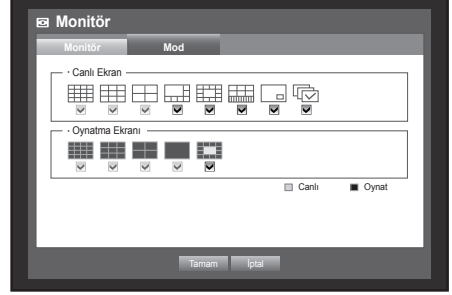 Monitör
Monitör Mod
· Canlı Ekran
· Oynatma Ekranı
Canlı Oynat
Tamam İptal